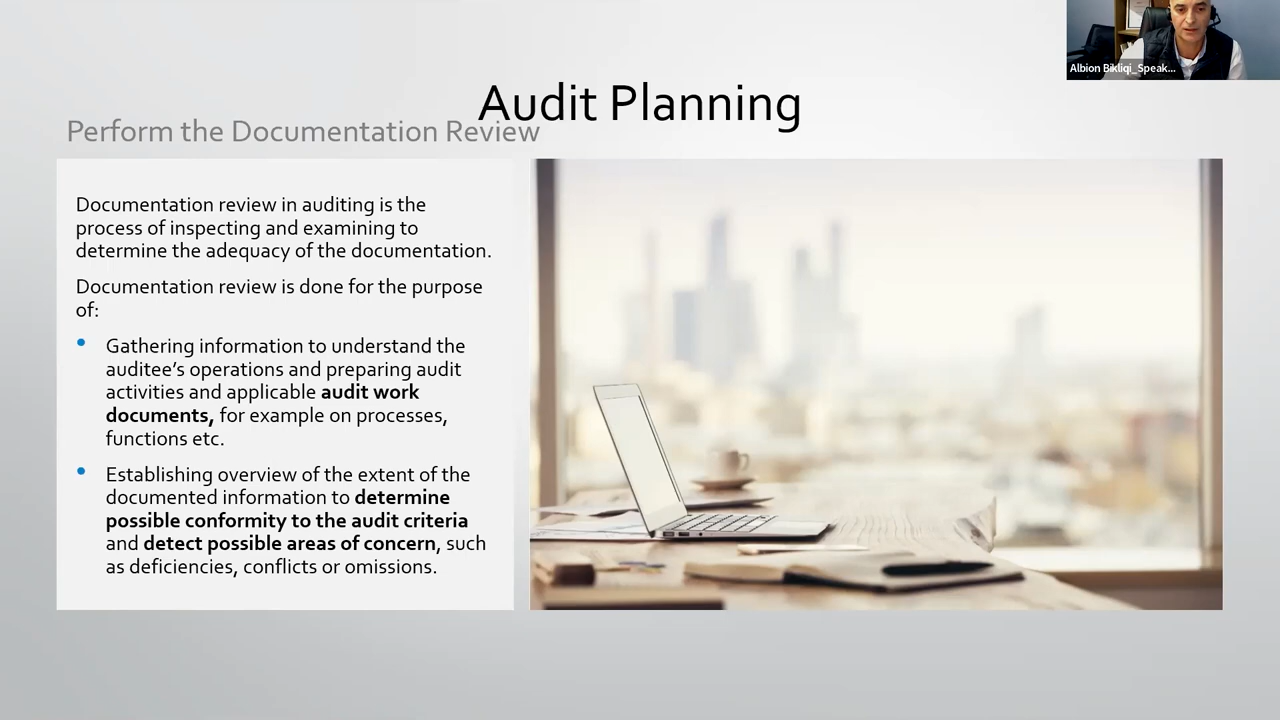 Albion Bikliqi_Speak...
Audit Planning
Perform the Documentation Review
Documentation review in auditing is the
process of inspecting and examining to
determine the adequacy of the documentation.
Documentation review is done for the purpose
of:
• Gathering information to understand the
auditee’s operations and preparing audit
activities and applicable audit work
documents, for example on processes,
functions etc.
• Establishing overview of the extent of the
documented information to determine
possible conformity to the audit criteria
and detect possible areas of concern, such
as deficiencies, conflicts or omissions.